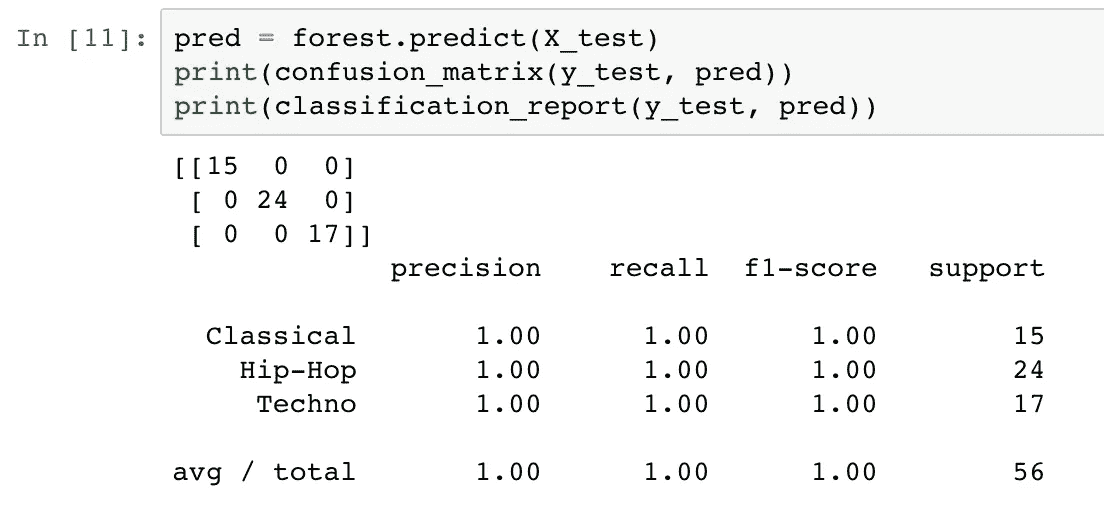 In [11]: pred = forest.predict(X_test)
print(confusion_matrix(y_test, pred))
print(classification_report(y_test, pred))
[[15  0  0]
 [ 0 24  0]
 [ 0  0 17]]
             precision    recall  f1-score   support

  Classical       1.00      1.00      1.00        15
    Hip-Hop       1.00      1.00      1.00        24
     Techno       1.00      1.00      1.00        17

avg / total       1.00      1.00      1.00        56